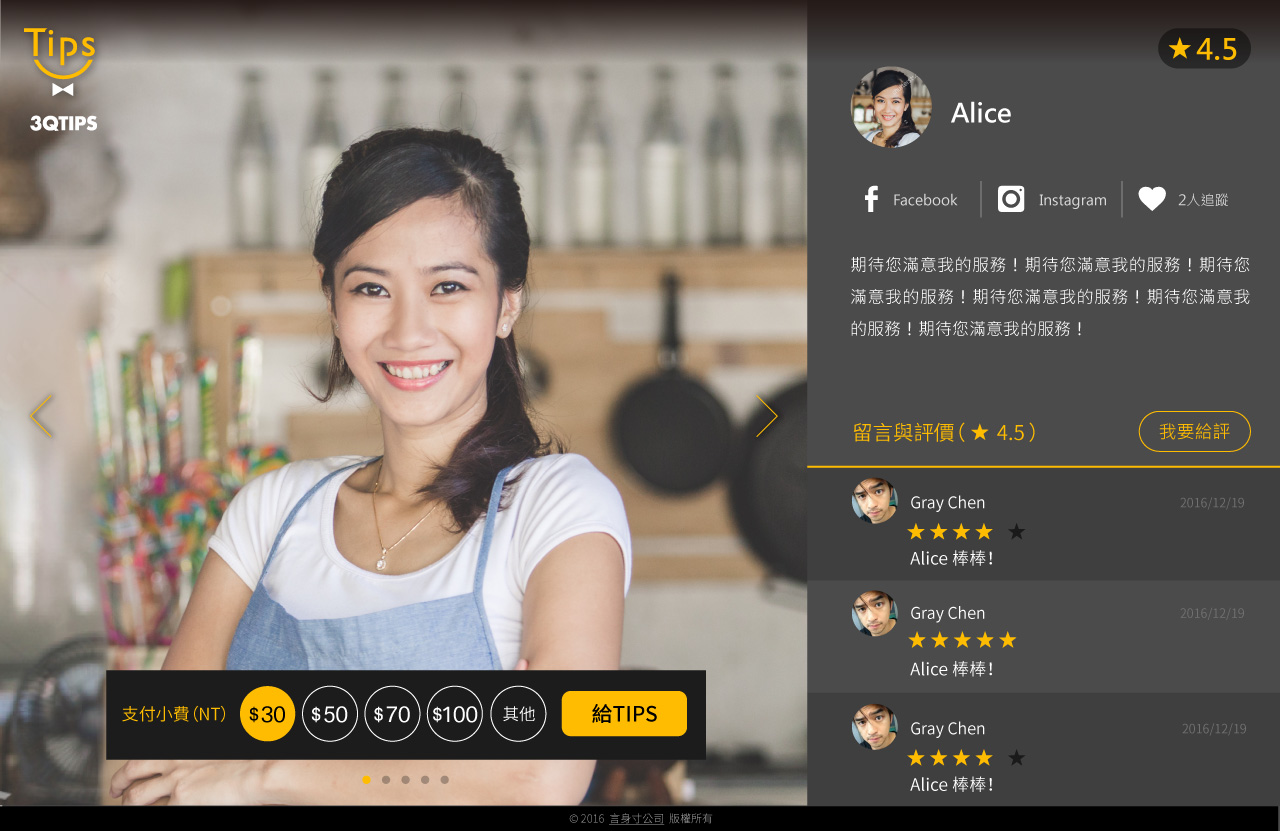 Tips
3QTIPS
★ 4.5
Alice
Facebook
Instagram
2人追蹤
期待您滿意我的服務！期待您滿意我的服務！期待您
滿意我的服務！期待您滿意我的服務！期待您滿意我
的服務！期待您滿意我的服務！
留言與評價（★ 4.5）
我要給評
Gray Chen
2016/12/19
Alice 棒棒！
Gray Chen
2016/12/19
Alice 棒棒！
Gray Chen
2016/12/19
Alice 棒棒！
支付小費（NT） $30 $50 $70 $100 其他 給TIPS
© 2016 言身寸公司 版權所有